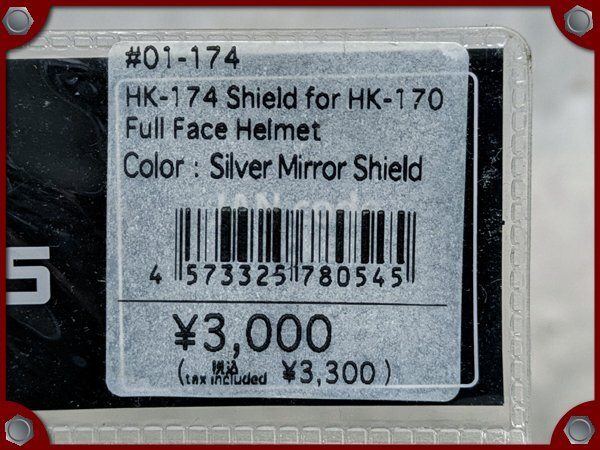 #01-174
HK-174 Shield for HK-170
Full Face Helmet
Color : Silver Mirror Shield
JAN code
4 573325 780545
¥3,000
税込
(tax included ¥3,300 )
S